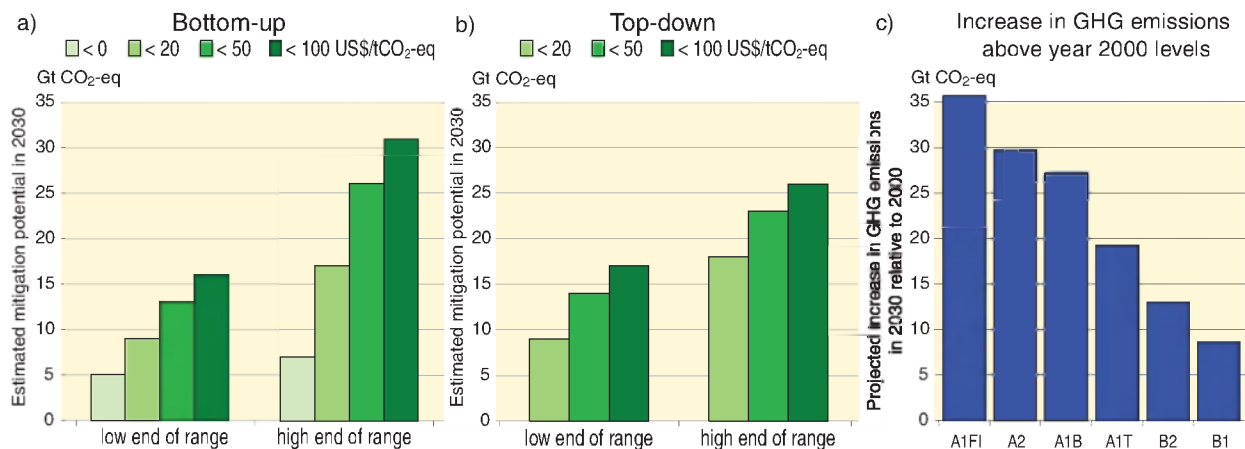 a)
Bottom-up
< 0 < 20 < 50 < 100 US$/tCO₂-eq
Gt CO₂-eq
Estimated mitigation potential in 2030
35
30
25
20
15
10
5
0
low end of range high end of range
b)
Top-down
< 20 < 50 < 100 US$/tCO₂-eq
Gt CO₂-eq
Estimated mitigation potential in 2030
35
30
25
20
15
10
5
0
low end of range high end of range
c)
Increase in GHG emissions
above year 2000 levels
Gt CO₂-eq
Projected increase in GHG emissions
in 2030 relative to 2000
35
30
25
20
15
10
5
0
A1FI A2 A1B A1T B2 B1